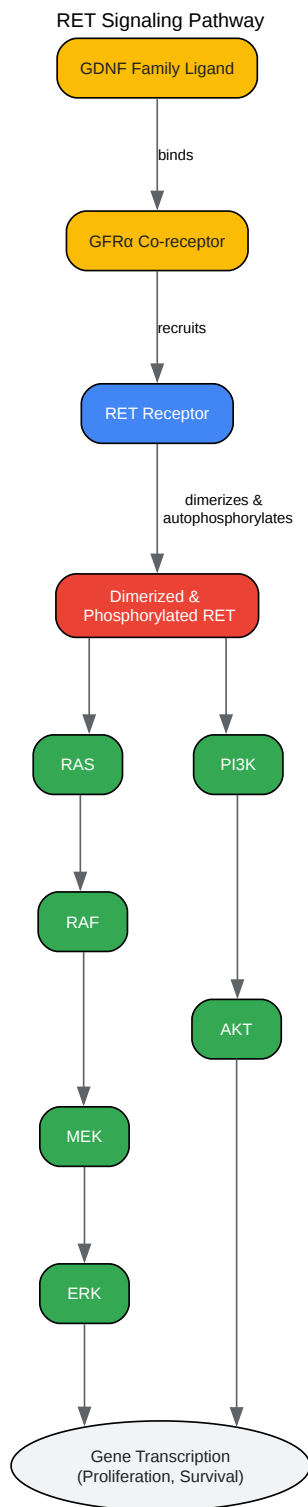 RET Signaling Pathway
GDNF Family Ligand
binds
GFRα Co-receptor
recruits
RET Receptor
dimerizes &
autophosphorylates
Dimerized &
Phosphorylated RET
RAS
PI3K
RAF
AKT
MEK
ERK
Gene Transcription
(Proliferation, Survival)